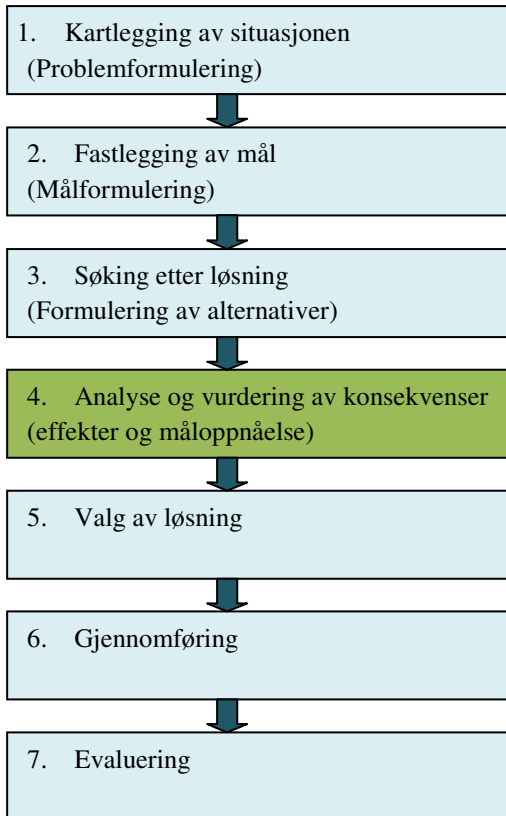 1. Kartlegging av situasjonen
(Problemformulering)
2. Fastlegging av mål
(Målformulering)
3. Søking etter løsning
(Formulering av alternativer)
4. Analyse og vurdering av konsekvenser
(effekter og måloppnåelse)
5. Valg av løsning
6. Gjennomføring
7. Evaluering